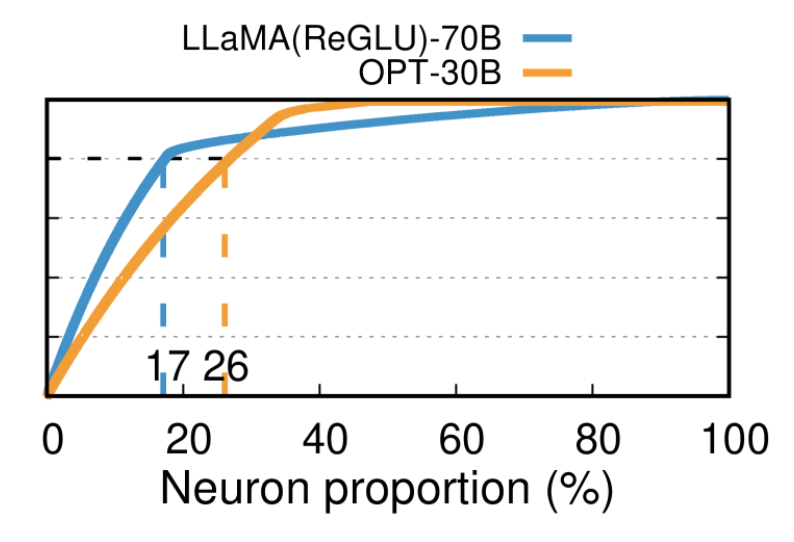 LLaMA(ReGLU)-70B
OPT-30B
17 26
0 20 40 60 80 100
Neuron proportion (%)